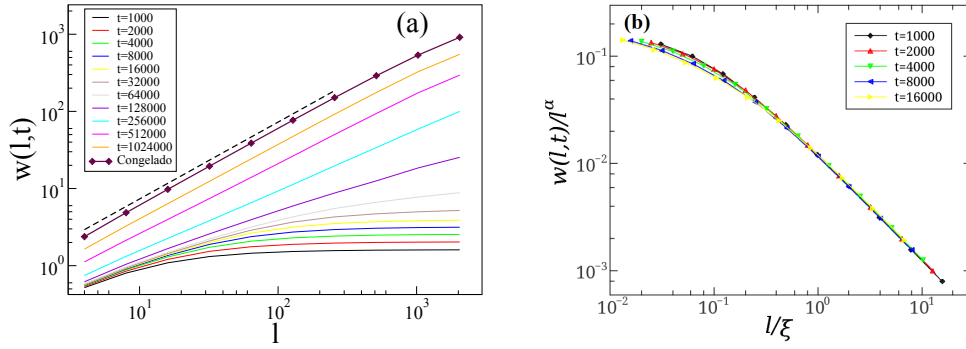 (a)
t=1000
t=2000
t=4000
t=8000
t=16000
t=32000
t=64000
t=128000
t=256000
t=512000
t=1024000
Congelado
w(l,t)
10^3
10^2
10^1
10^0
10^1
10^2
10^3
l
(b)
t=1000
t=2000
t=4000
t=8000
t=16000
w(l,t)/l^α
10^-1
10^-2
10^-3
10^-2
10^-1
10^0
10^1
l/ξ